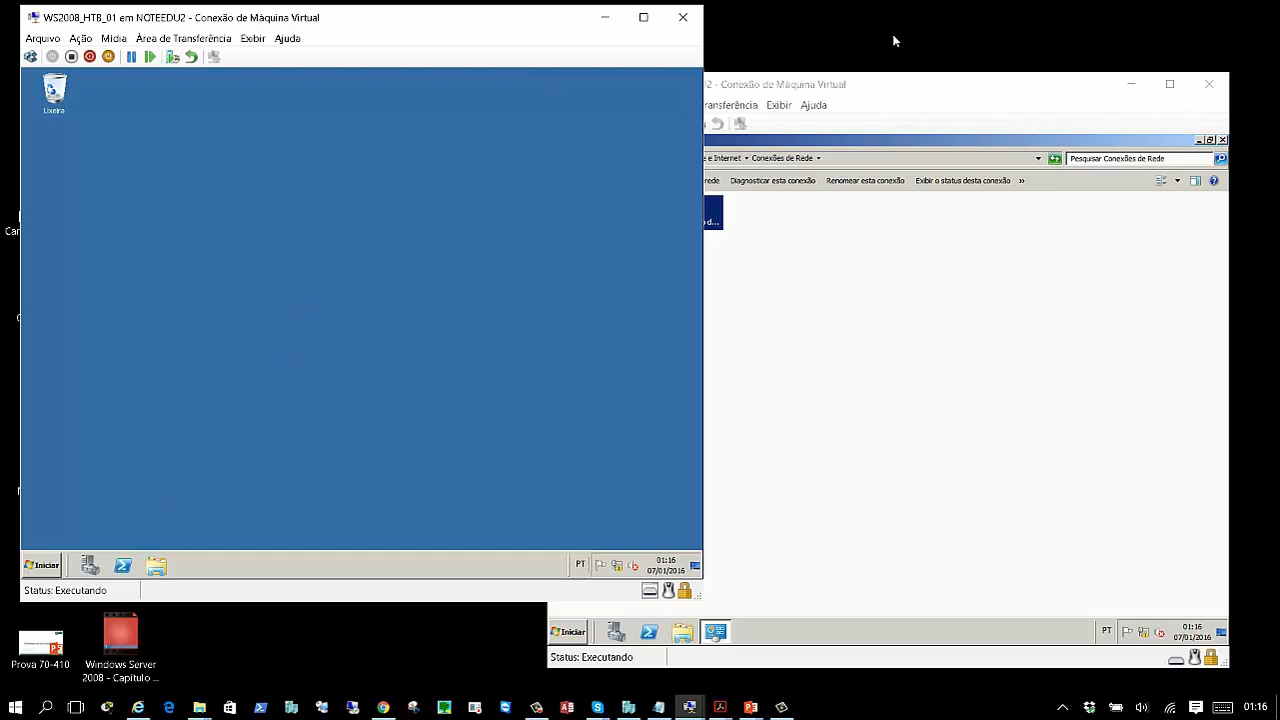 WS2008_HTB_01 em NOTEEDU2 - Conexão de Máquina Virtual
Arquivo Ação Mídia Área de Transferência Exibir Ajuda
Lixeira
2 - Conexão de Máquina Virtual
ransferência Exibir Ajuda
e e Internet Conexões de Rede
Pesquisar Conexões de Rede
rede Diagnosticar esta conexão Renomear esta conexão Exibir o status desta conexão »
o d...
Iniciar
PT
01:16
07/01/2016
Status: Executando
Iniciar
PT
01:16
07/01/2016
Status: Executando
Prova 70-410
Windows Server
2008 - Capitulo ...
01:16